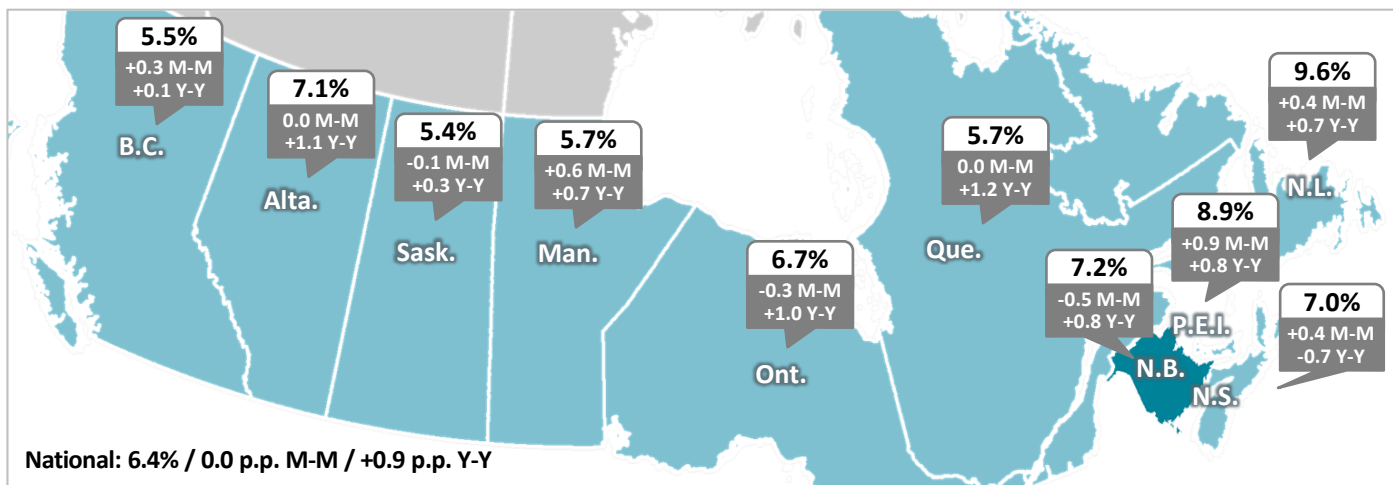 5.5%
+0.3 M-M
+0.1 Y-Y
B.C.
7.1%
0.0 M-M
+1.1 Y-Y
Alta.
5.4%
-0.1 M-M
+0.3 Y-Y
Sask.
5.7%
+0.6 M-M
+0.7 Y-Y
Man.
6.7%
-0.3 M-M
+1.0 Y-Y
Ont.
5.7%
0.0 M-M
+1.2 Y-Y
Que.
7.2%
-0.5 M-M
+0.8 Y-Y
N.B.
8.9%
+0.9 M-M
+0.8 Y-Y
P.E.I.
7.0%
+0.4 M-M
-0.7 Y-Y
N.S.
9.6%
+0.4 M-M
+0.7 Y-Y
N.L.
National: 6.4% / 0.0 p.p. M-M / +0.9 p.p. Y-Y